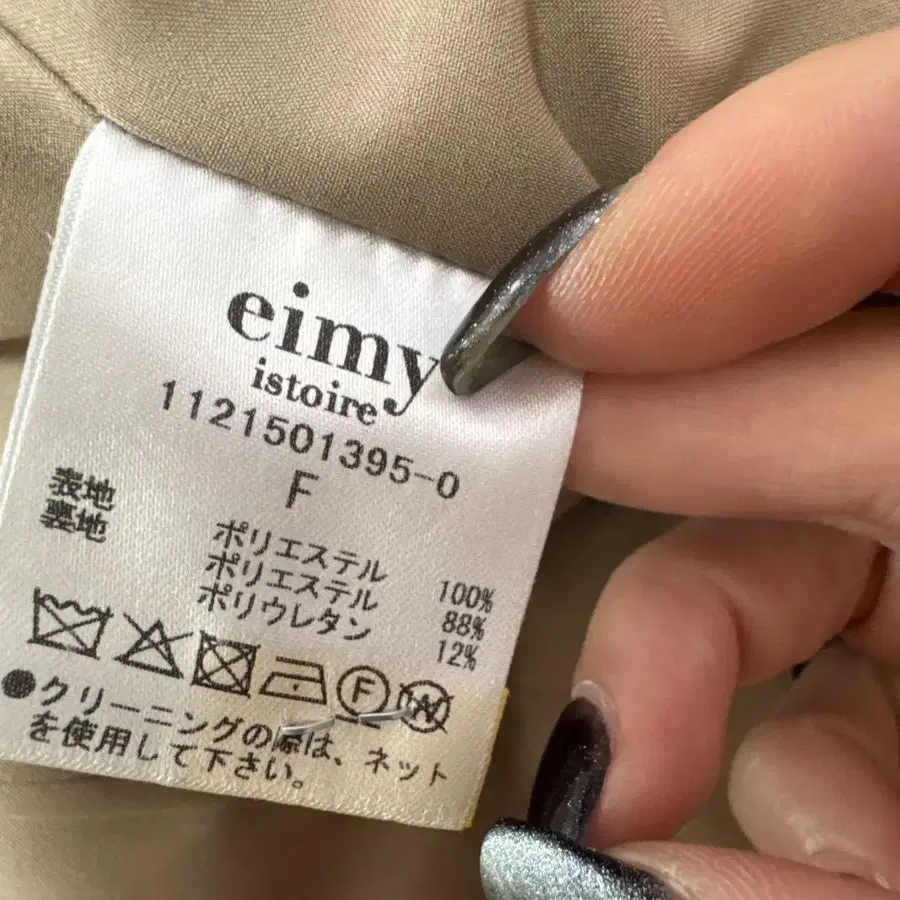 eimy
istoire
1121501395-0
F
表地 ポリエステル 100%
裏地 ポリエステル 88%
ポリウレタン 12%
F W
●クリーニングの際は、ネット
を使用して下さい。